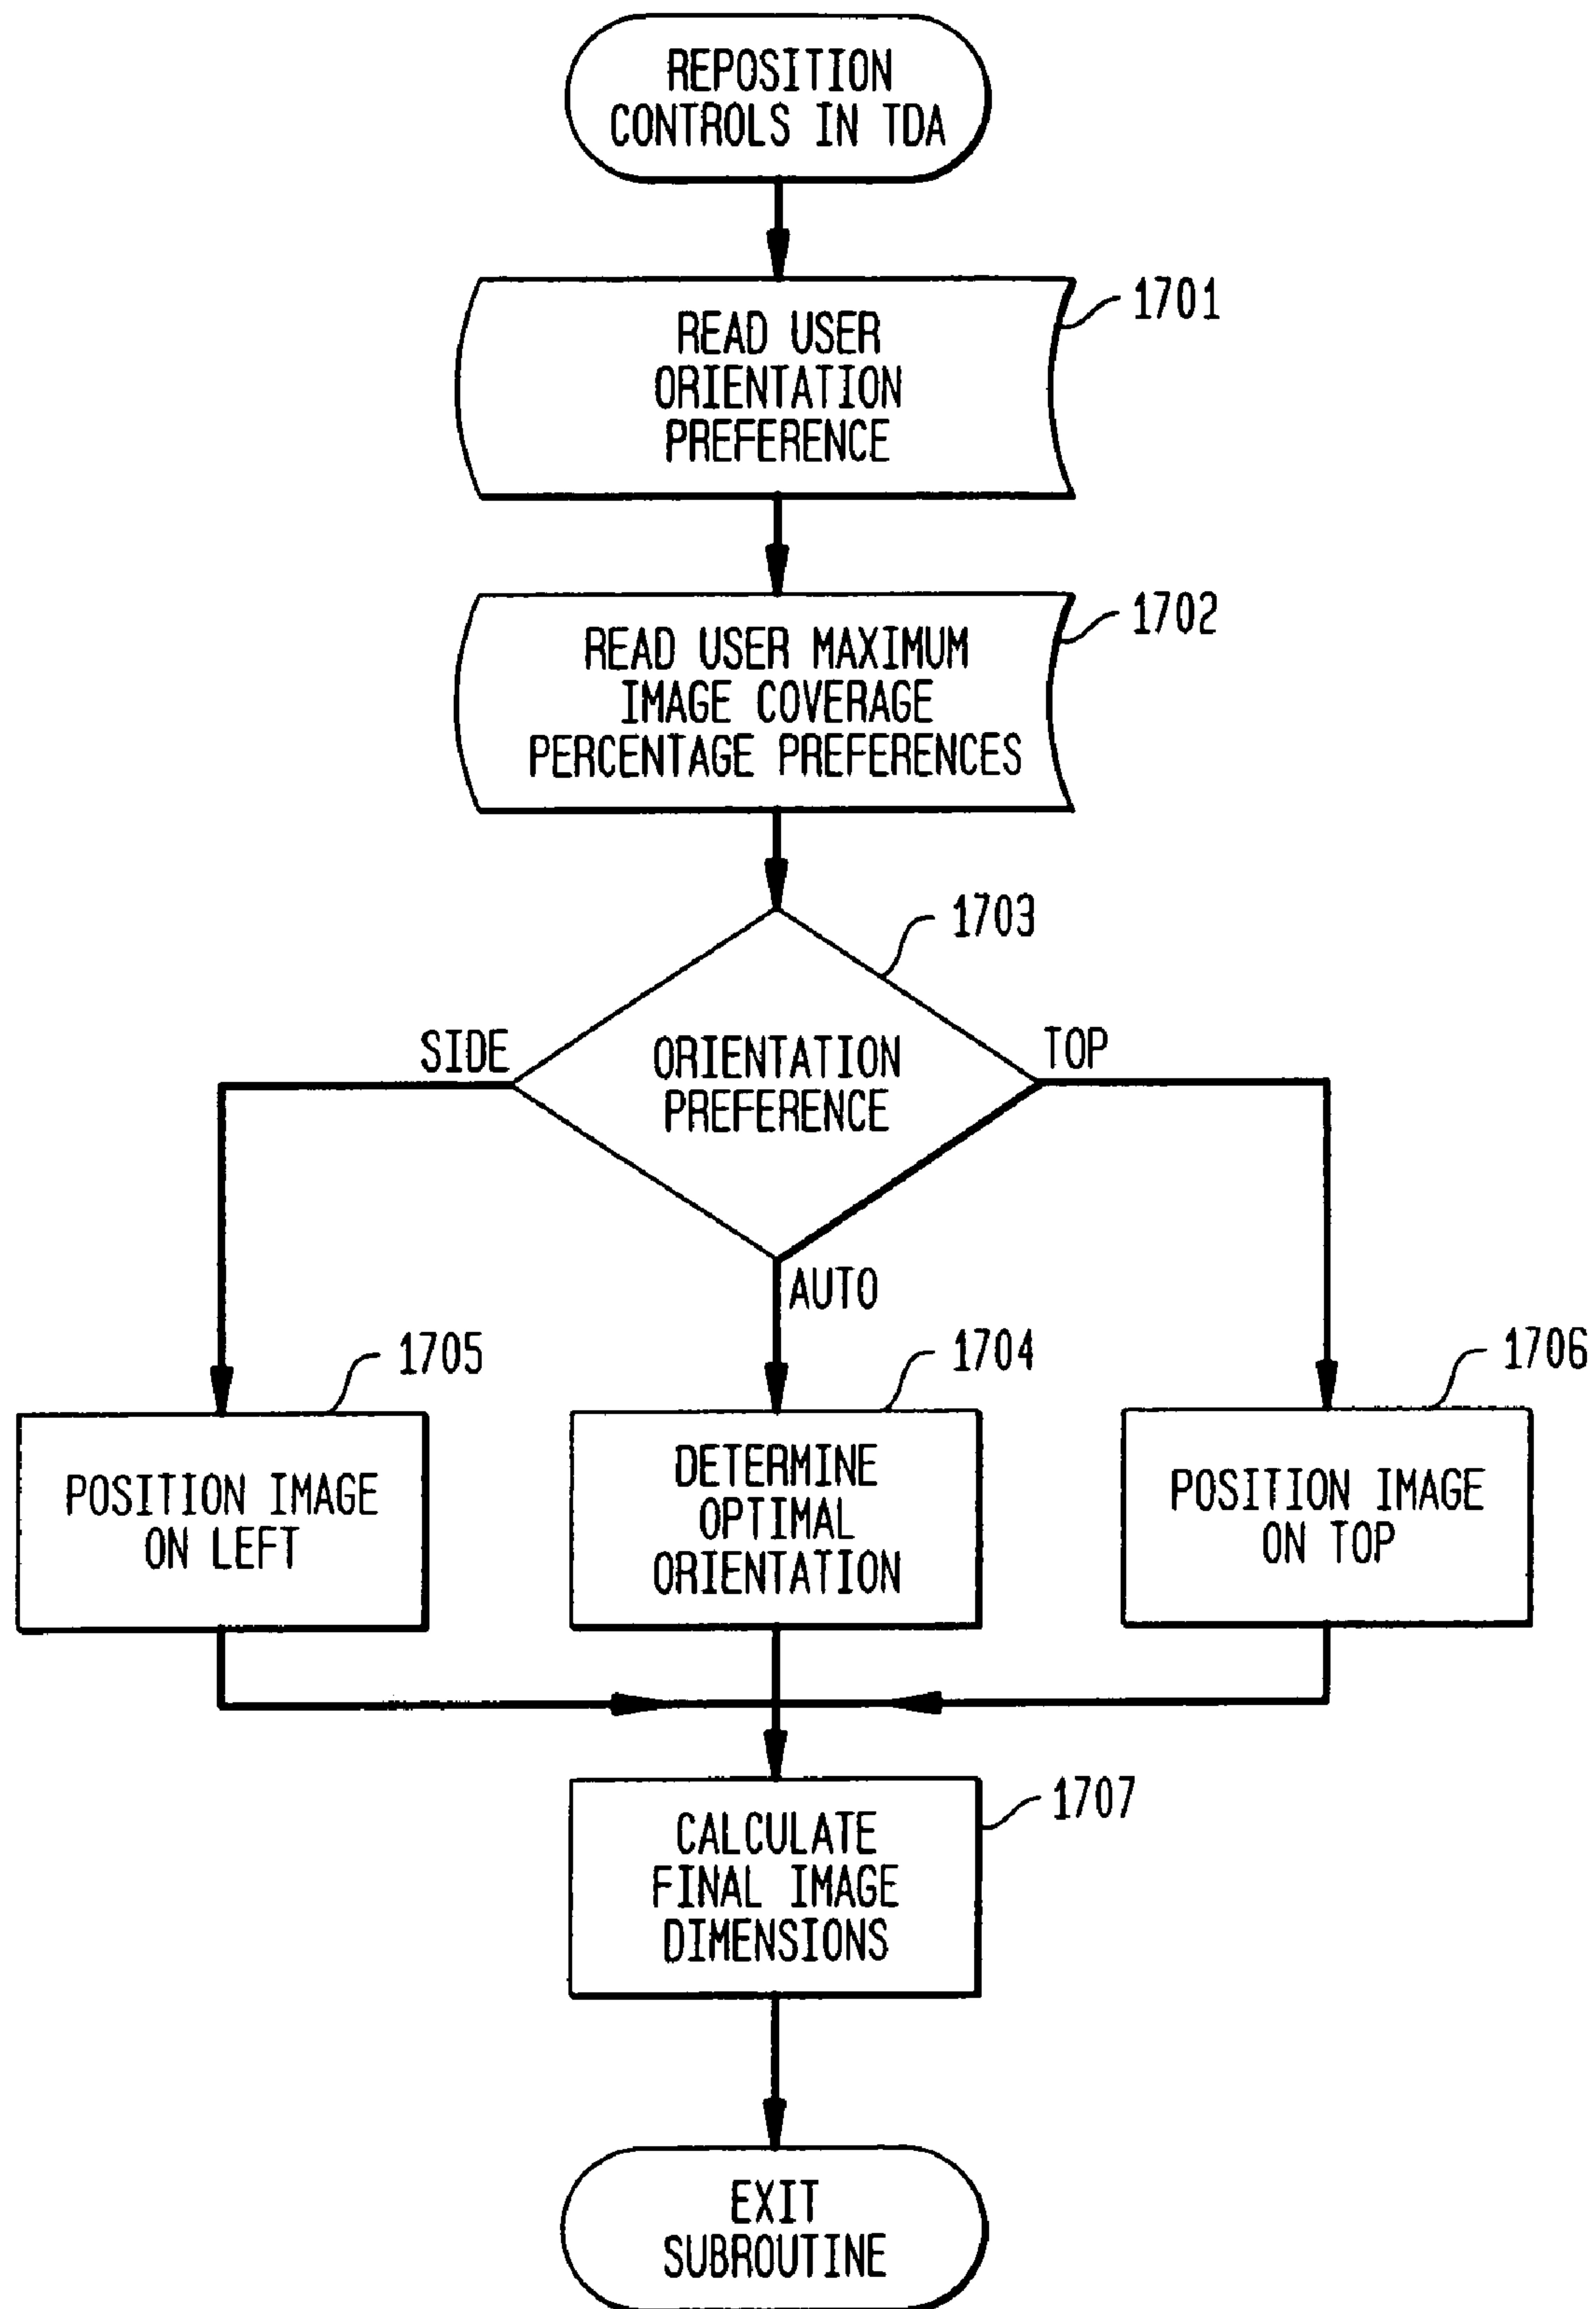 REPOSITION
CONTROLS IN TDA
1701
READ USER
ORIENTATION
PREFERENCE
1702
READ USER MAXIMUM
IMAGE COVERAGE
PERCENTAGE PREFERENCES
1703
SIDE
ORIENTATION
PREFERENCE
TOP
AUTO
1705
POSITION IMAGE
ON LEFT
1704
DETERMINE
OPTIMAL
ORIENTATION
1706
POSITION IMAGE
ON TOP
1707
CALCULATE
FINAL IMAGE
DIMENSIONS
EXIT
SUBROUTINE